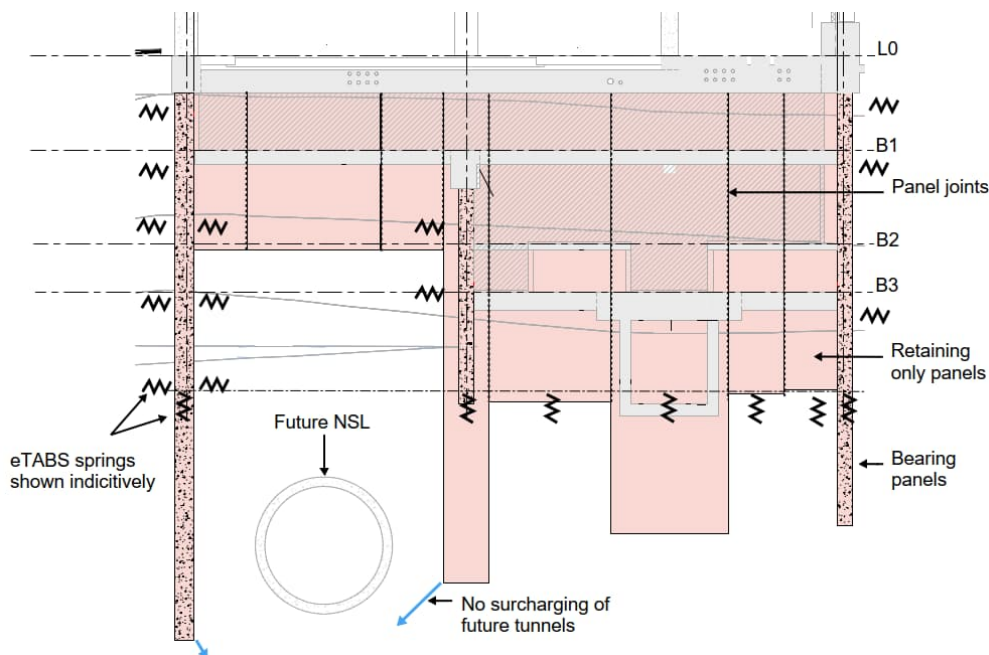 L0
B1
Panel joints
B2
B3
Retaining
only panels
Future NSL
eTABS springs
shown indicitively
Bearing
panels
No surcharging of
future tunnels